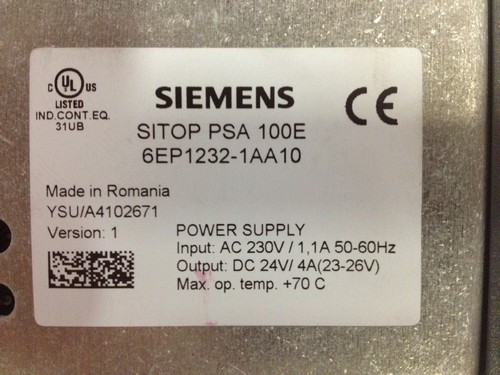 C UL US
LISTED
IND.CONT.EQ.
31UB
SIEMENS
CE
SITOP PSA 100E
6EP1232-1AA10
Made in Romania
YSU/A4102671
Version: 1
POWER SUPPLY
Input: AC 230V / 1,1A 50-60Hz
Output: DC 24V/ 4A(23-26V)
Max. op. temp. +70 C